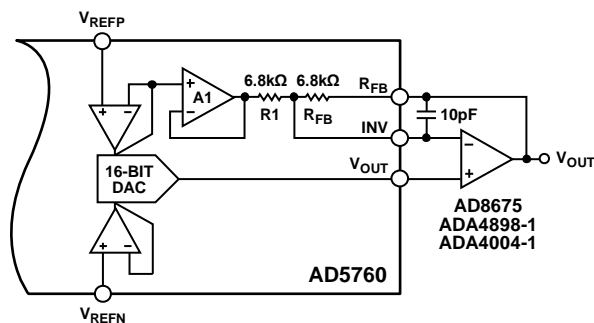 VREFP
6.8kΩ 6.8kΩ
RFB
A1
R1 RFB
10pF
INV
16-BIT
DAC
VOUT
VOUT
AD8675
ADA4898-1
ADA4004-1
AD5760
VREFN
+ −
+
−
−
+
+ −